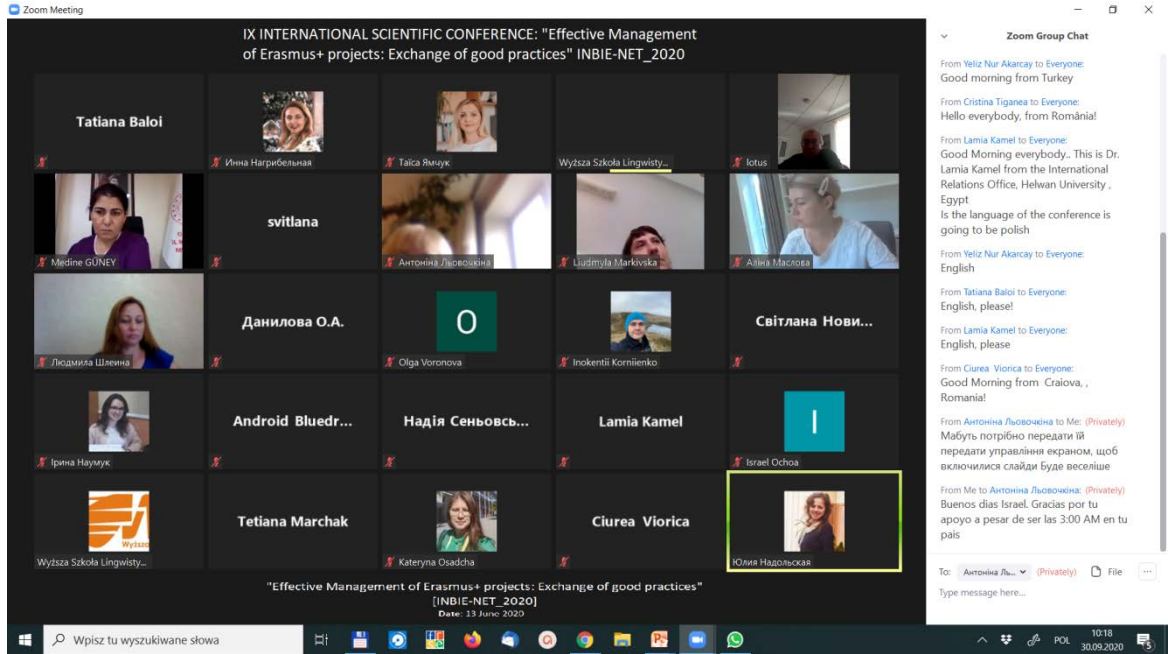 Zoom Meeting
IX INTERNATIONAL SCIENTIFIC CONFERENCE: "Effective Management
of Erasmus+ projects: Exchange of good practices" INBIE-NET_2020
Tatiana Baloi
Инна Нагрибельная
Таїса Ямчук
Wyższa Szkoła Lingwisty...
lotus
Medine GÜNEY
svitlana
Антоніна Льовочкіна
Liudmyla Markivska
Аліна Маслова
Людмила Шлеина
Данилова О.А.
O
Olga Voronova
Inokentii Korniienko
Світлана Нови...
Ірина Наумук
Android Bluedr...
Надія Сеньовсь...
Lamia Kamel
I
Israel Ochoa
Wyższa
Wyższa Szkoła Lingwisty...
Tetiana Marchak
Kateryna Osadcha
Ciurea Viorica
Юлия Надольская
"Effective Management of Erasmus+ projects: Exchange of good practices"
[INBIE-NET_2020]
Date: 13 June 2020
Zoom Group Chat
From Yeliz Nur Akarcay to Everyone:
Good morning from Turkey
From Cristina Tiganea to Everyone:
Hello everybody, from România!
From Lamia Kamel to Everyone:
Good Morning everybody.. This is Dr.
Lamia Kamel from the International
Relations Office, Helwan University ,
Egypt
Is the language of the conference is
going to be polish
From Yeliz Nur Akarcay to Everyone:
English
From Tatiana Baloi to Everyone:
English, please!
From Lamia Kamel to Everyone:
English, please
From Ciurea Viorica to Everyone:
Good Morning from Craiova, ,
Romania!
From Антоніна Льовочкіна to Me: (Privately)
Мабуть потрібно передати їй
передати управління екраном, щоб
включилися слайди Буде веселіше
From Me to Антоніна Льовочкіна: (Privately)
Buenos dias Israel. Gracias por tu
apoyo a pesar de ser las 3:00 AM en tu
pais
To: Антоніна Ль... (Privately) File
Type message here...
Wpisz tu wyszukiwane słowa
POL
10:18
30.09.2020
5